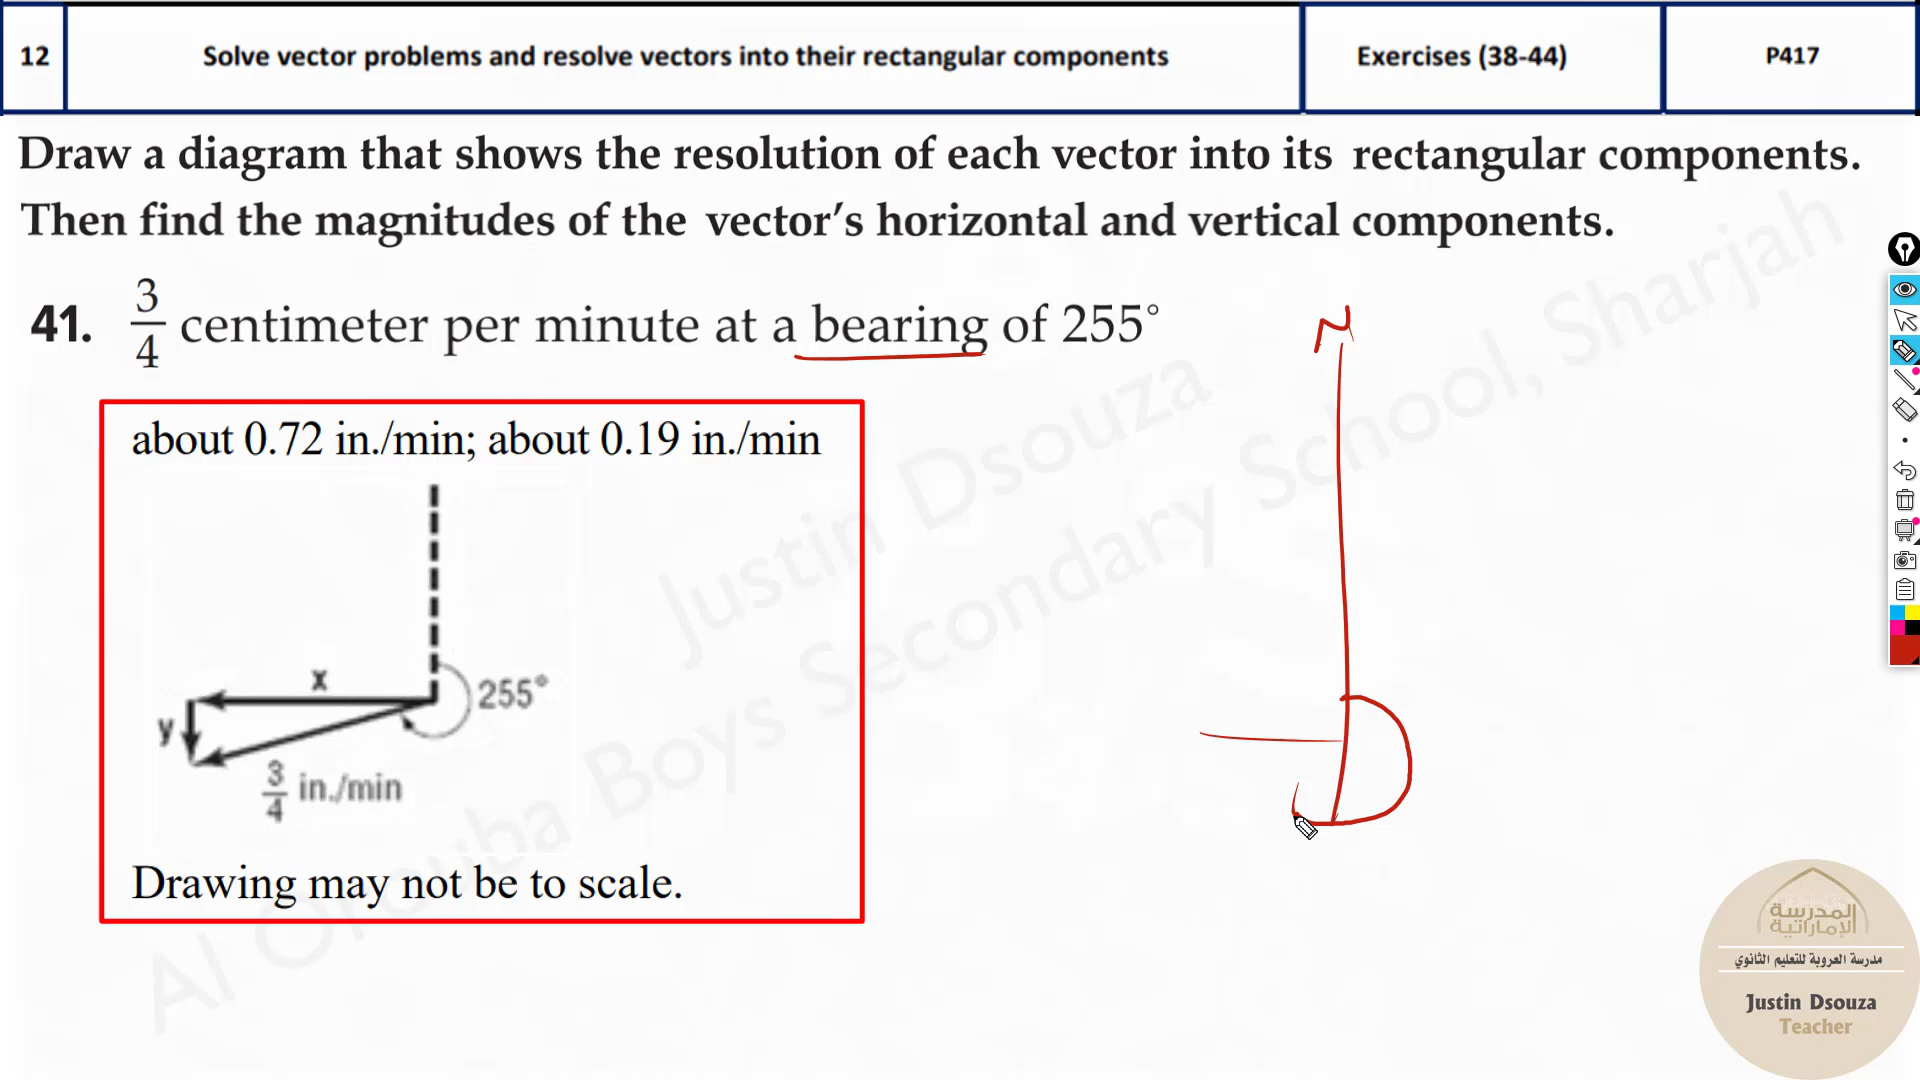 12
Solve vector problems and resolve vectors into their rectangular components
Exercises (38-44)
P417
Draw a diagram that shows the resolution of each vector into its rectangular components.
Then find the magnitudes of the vector's horizontal and vertical components.
41. 3/4 centimeter per minute at a bearing of 255°
N
about 0.72 in./min; about 0.19 in./min
x
255°
y
3/4 in./min
Drawing may not be to scale.
Justin Dsouza
Al Orouba Boys Secondary School, Sharjah
المدرسة
الإماراتية
مدرسة العروبة للتعليم الثانوي
Justin Dsouza
Teacher